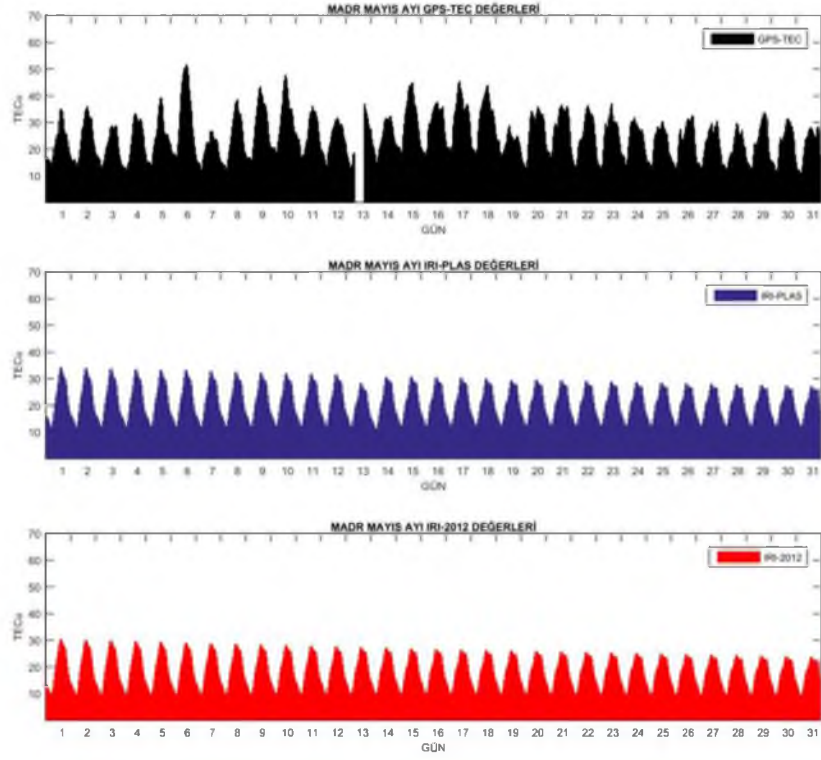 MADR MAYIS AYI GPS-TEC DEĞERLERİ
70
60
50
40
30
20
10
TECu
GPS-TEC
1 2 3 4 5 6 7 8 9 10 11 12 13 14 15 16 17 18 19 20 21 22 23 24 25 26 27 28 29 30 31
GÜN
MADR MAYIS AYI IRI-PLAS DEĞERLERİ
70
60
50
40
30
20
10
TECu
IRI-PLAS
1 2 3 4 5 6 7 8 9 10 11 12 13 14 15 16 17 18 19 20 21 22 23 24 25 26 27 28 29 30 31
GÜN
MADR MAYIS AYI IRI-2012 DEĞERLERİ
70
60
50
40
30
20
10
TECu
IRI-2012
1 2 3 4 5 6 7 8 9 10 11 12 13 14 15 16 17 18 19 20 21 22 23 24 25 26 27 28 29 30 31
GÜN